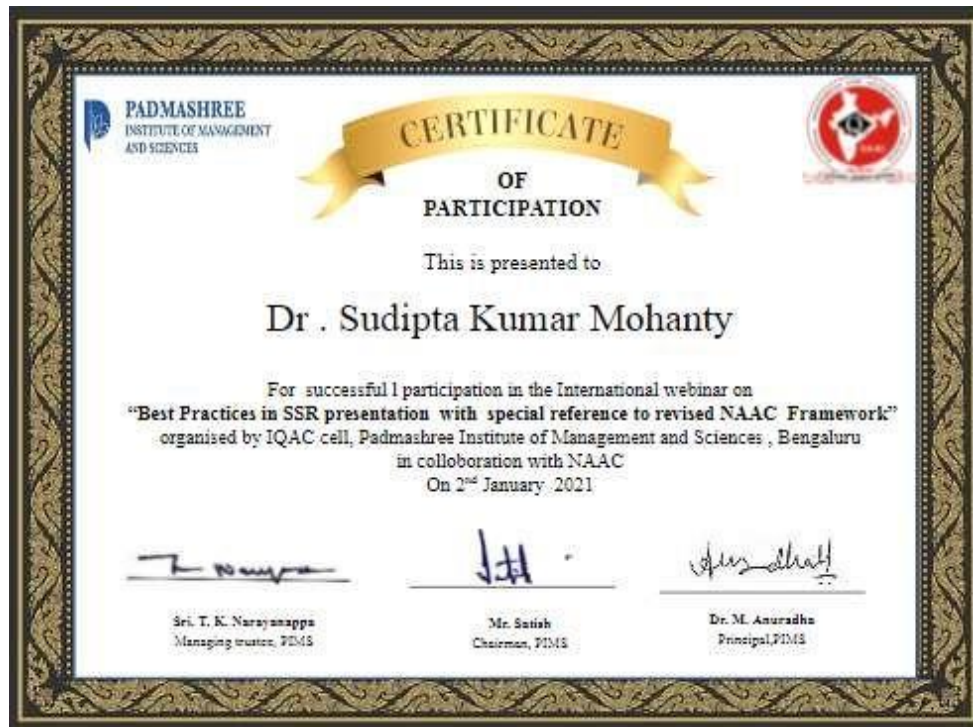 PADMASHREE
INSTITUTE OF MANAGEMENT
AND SCIENCES
CERTIFICATE
OF
PARTICIPATION
This is presented to
Dr . Sudipta Kumar Mohanty
For successful l participation in the International webinar on
“Best Practices in SSR presentation with special reference to revised NAAC Framework”
organised by IQAC cell, Padmashree Institute of Management and Sciences , Bengaluru
in colloboration with NAAC
On 2nd January 2021
Sri. T. K. Narayanappa
Managing trustee, PIMS
Mr. Satish
Chairman, PIMS
Dr. M. Anuradha
Principal,PIMS